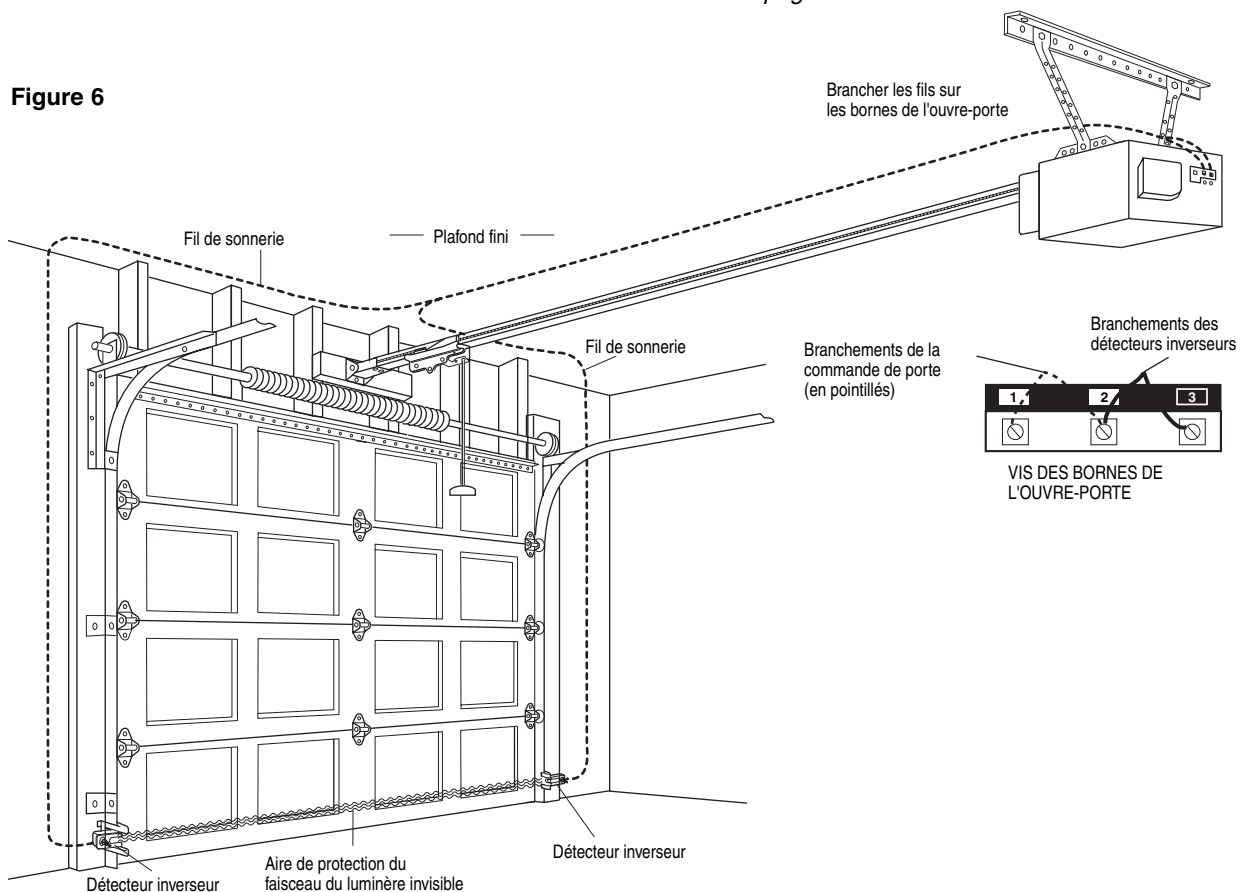 Figure 6
Brancher les fils sur
les bornes de l'ouvre-porte
Fil de sonnerie
Plafond fini
Fil de sonnerie
Branchements de la
commande de porte
(en pointillés)
Branchements des
détecteurs inverseurs
1 2 3
VIS DES BORNES DE
L'OUVRE-PORTE
Détecteur inverseur
Aire de protection du
faisceau du luminère invisible
Détecteur inverseur